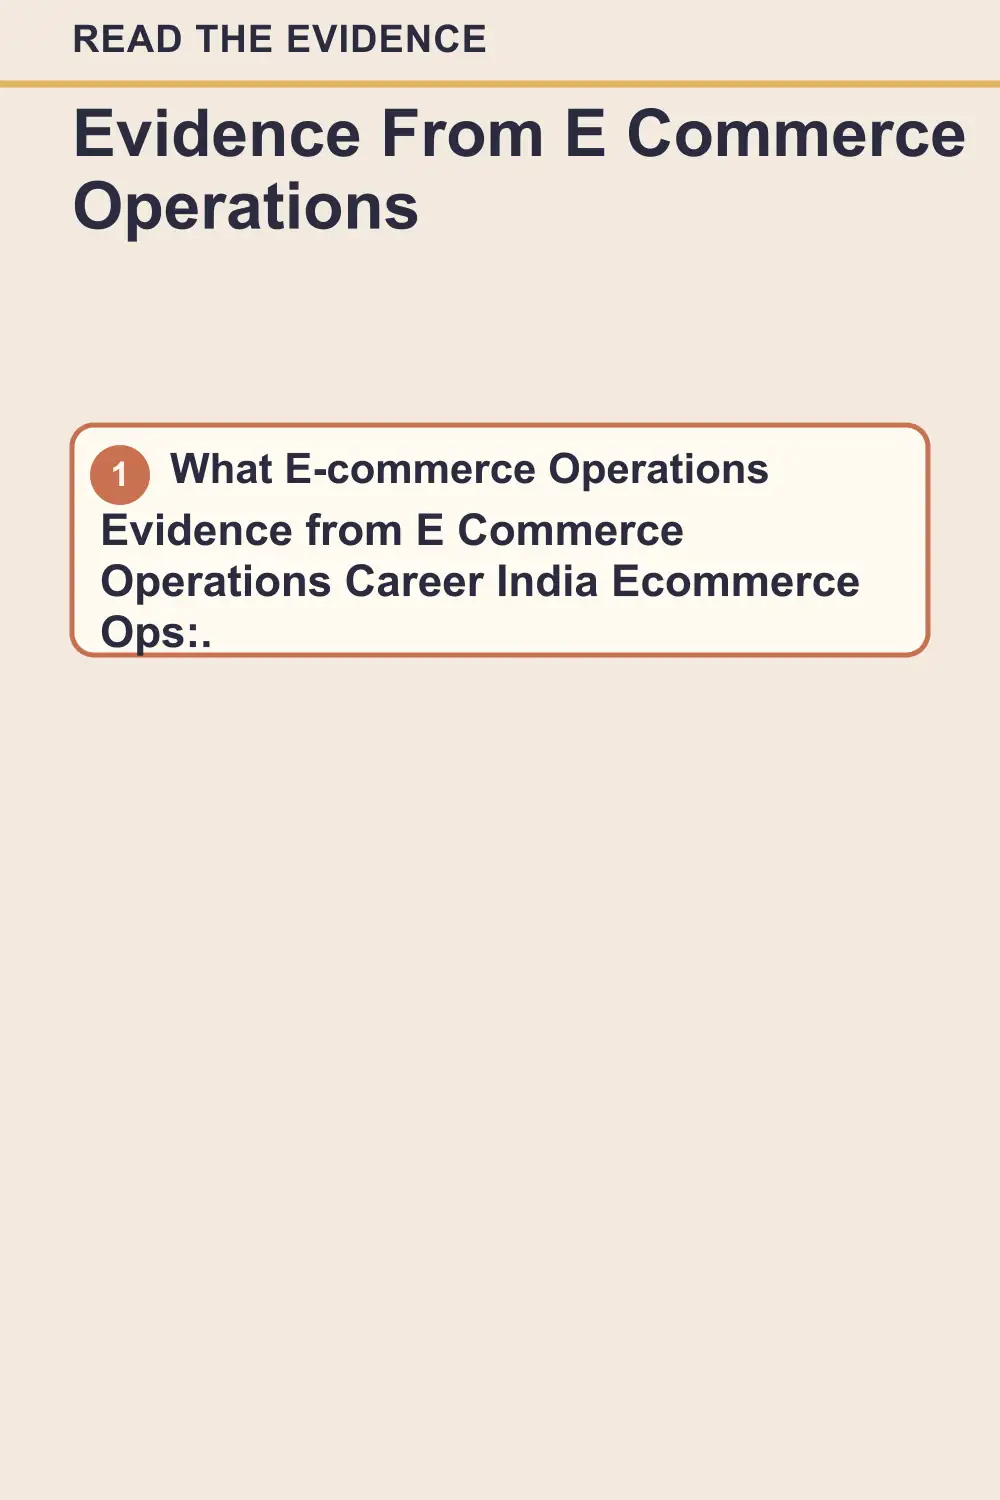 READ THE EVIDENCE
Evidence From E Commerce
Operations
1 What E-commerce Operations
Evidence from E Commerce
Operations Career India Ecommerce
Ops:.